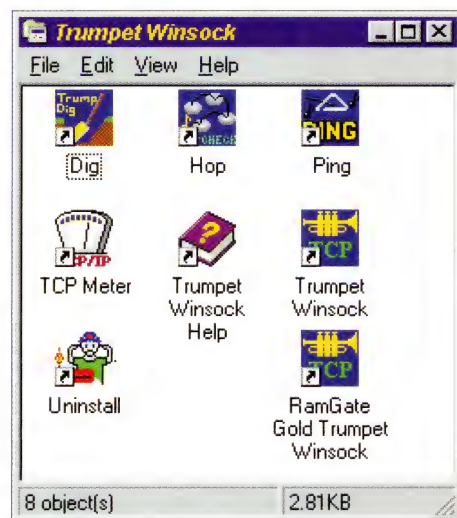 Trumpet Winsock
File Edit View Help
Trump
Dig
CHECK
PING
Dig
Hop
Ping
TCP/IP
TCP
TCP Meter
Trumpet
Winsock
Help
Trumpet
Winsock
TCP
Uninstall
RamGate
Gold Trumpet
Winsock
8 object(s)
2.81KB